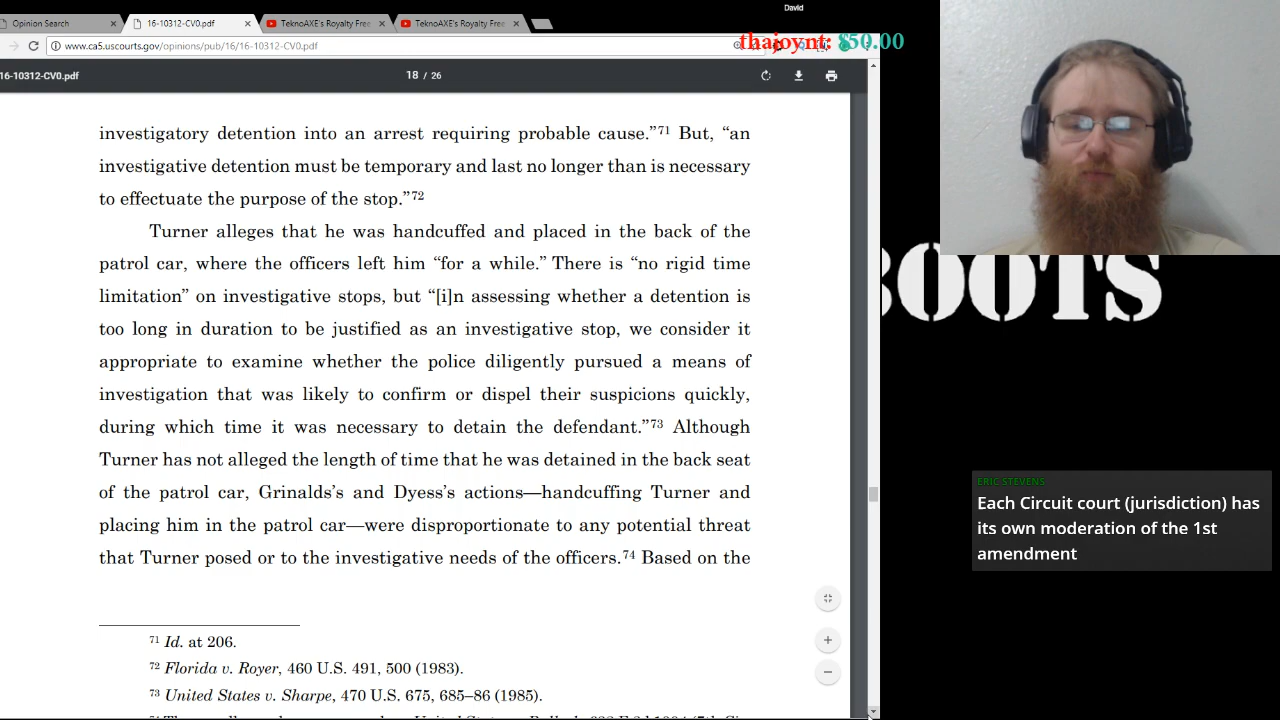 David
Opinion Search
16-10312-CV0.pdf
TeknoAXE's Royalty Free
TeknoAXE's Royalty Free
www.ca5.uscourts.gov/opinions/pub/16/16-10312-CV0.pdf
thajoynt: $50.00
16-10312-CV0.pdf
18 / 26
investigatory detention into an arrest requiring probable cause.”71 But, “an
investigative detention must be temporary and last no longer than is necessary
to effectuate the purpose of the stop.”72
Turner alleges that he was handcuffed and placed in the back of the
patrol car, where the officers left him “for a while.” There is “no rigid time
limitation” on investigative stops, but “[i]n assessing whether a detention is
too long in duration to be justified as an investigative stop, we consider it
appropriate to examine whether the police diligently pursued a means of
investigation that was likely to confirm or dispel their suspicions quickly,
during which time it was necessary to detain the defendant.”73 Although
Turner has not alleged the length of time that he was detained in the back seat
of the patrol car, Grinalds’s and Dyess’s actions—handcuffing Turner and
placing him in the patrol car—were disproportionate to any potential threat
that Turner posed or to the investigative needs of the officers.74 Based on the
71 Id. at 206.
72 Florida v. Royer, 460 U.S. 491, 500 (1983).
73 United States v. Sharpe, 470 U.S. 675, 685–86 (1985).
OOTS
ERIC STEVENS
Each Circuit court (jurisdiction) has
its own moderation of the 1st
amendment